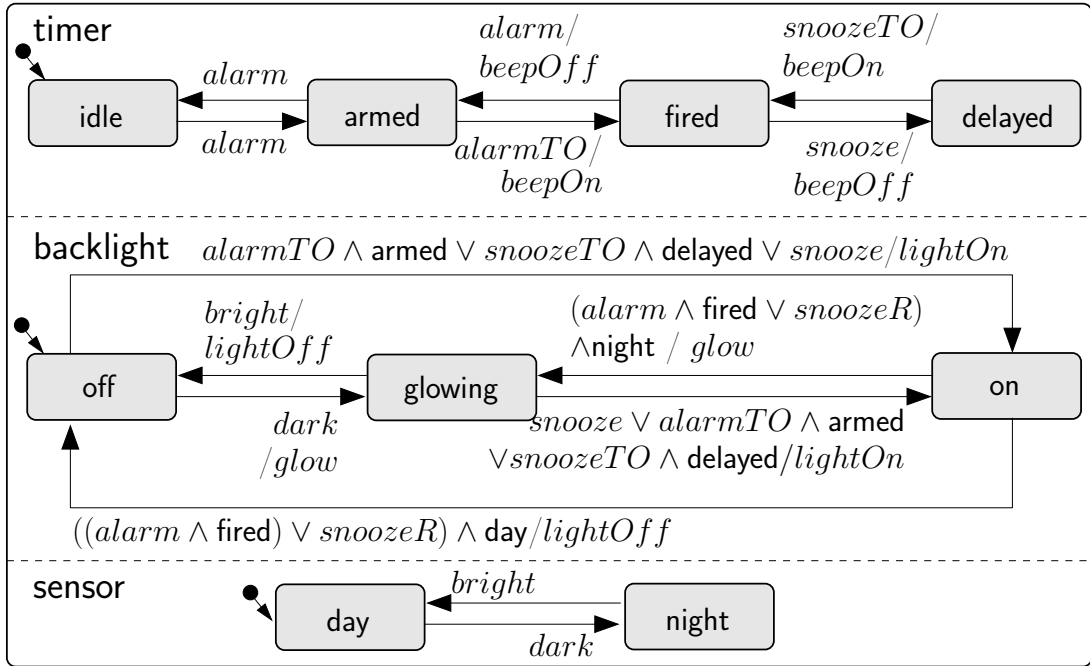 timer
alarm/
beepOff
snoozeTO/
beepOn
alarm
idle
armed
fired
delayed
alarm
alarmTO/
beepOn
snooze/
beepOff
backlight
alarmTO ∧ armed ∨ snoozeTO ∧ delayed ∨ snooze/lightOn
bright/
lightOff
(alarm ∧ fired ∨ snoozeR)
∧night / glow
off
glowing
on
dark
/glow
snooze ∨ alarmTO ∧ armed
∨snoozeTO ∧ delayed/lightOn
((alarm ∧ fired) ∨ snoozeR) ∧ day/lightOff
sensor
bright
day
night
dark